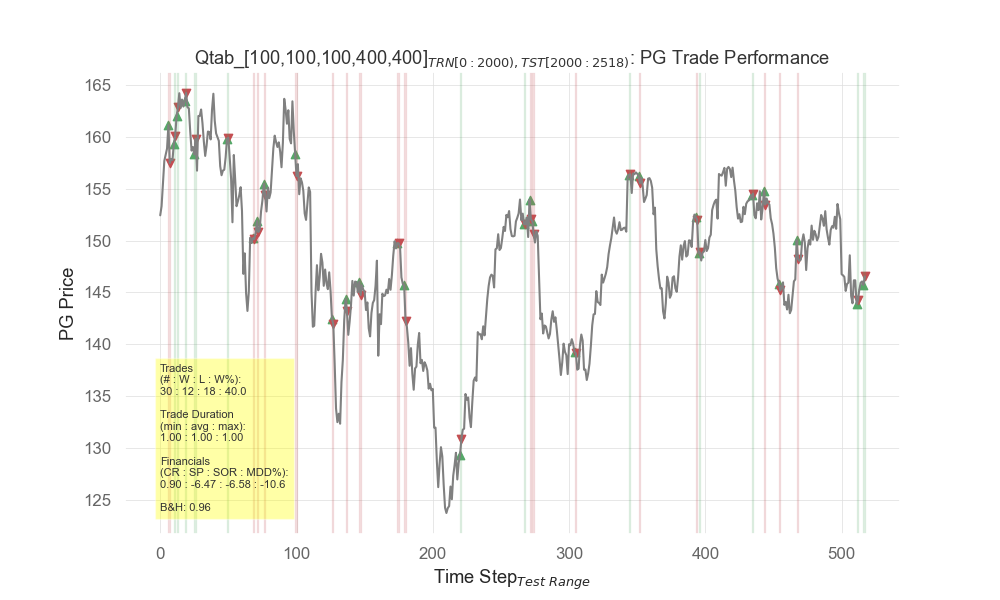 Qtab_[100,100,100,400,400]TRN[0 : 2000), TST[2000 : 2518): PG Trade Performance
PG Price
165
160
155
150
145
140
135
130
125
Trades
(# : W : L : W%):
30 : 12 : 18 : 40.0
Trade Duration
(min : avg : max):
1.00 : 1.00 : 1.00
Financials
(CR : SP : SOR : MDD%):
0.90 : -6.47 : -6.58 : -10.6
B&H: 0.96
0 100 200 300 400 500
Time StepTest Range